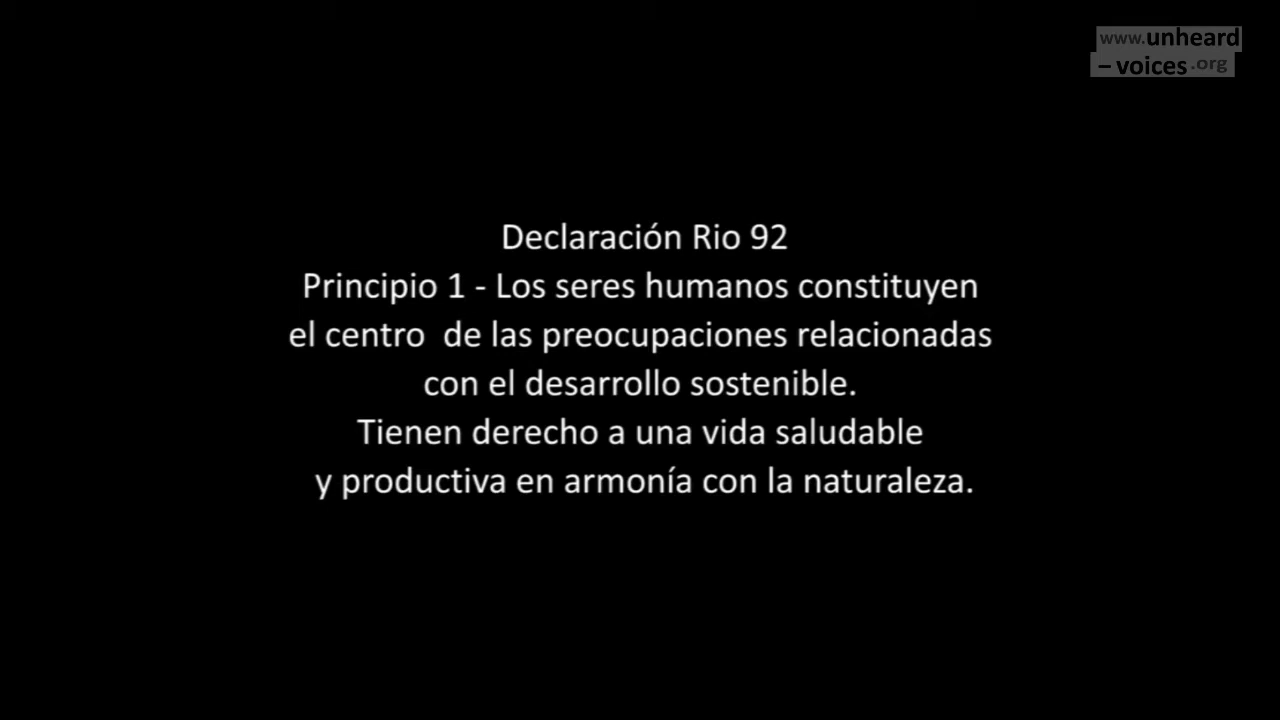 www.unheard
– voices.org
Declaración Rio 92
Principio 1 - Los seres humanos constituyen
el centro  de las preocupaciones relacionadas
con el desarrollo sostenible.
Tienen derecho a una vida saludable
y productiva en armonía con la naturaleza.